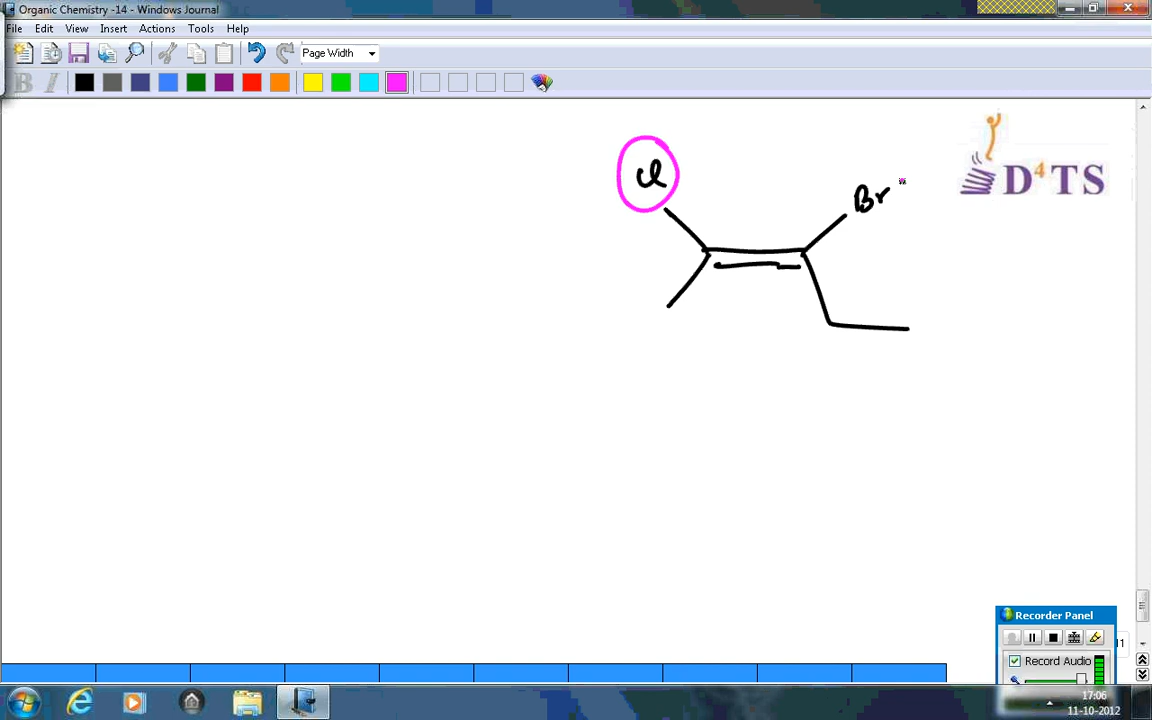 Organic Chemistry -14 - Windows Journal
File Edit View Insert Actions Tools Help
Page Width
B I
D4TS
Cl
Br
Recorder Panel
11
Record Audio
17:06
11-10-2012